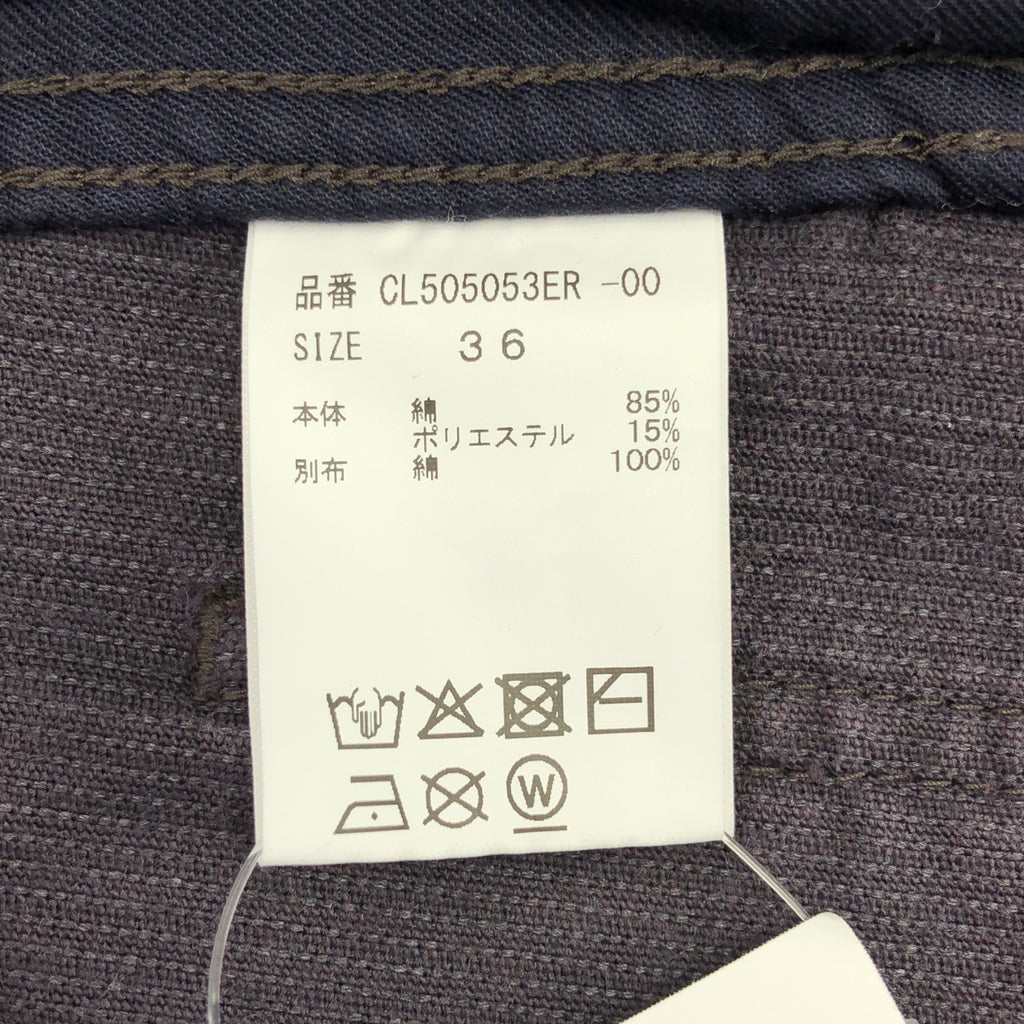 品番 CL505053ER -00
SIZE 36
本体 綿 85%
ポリエステル 15%
別布 綿 100%
W